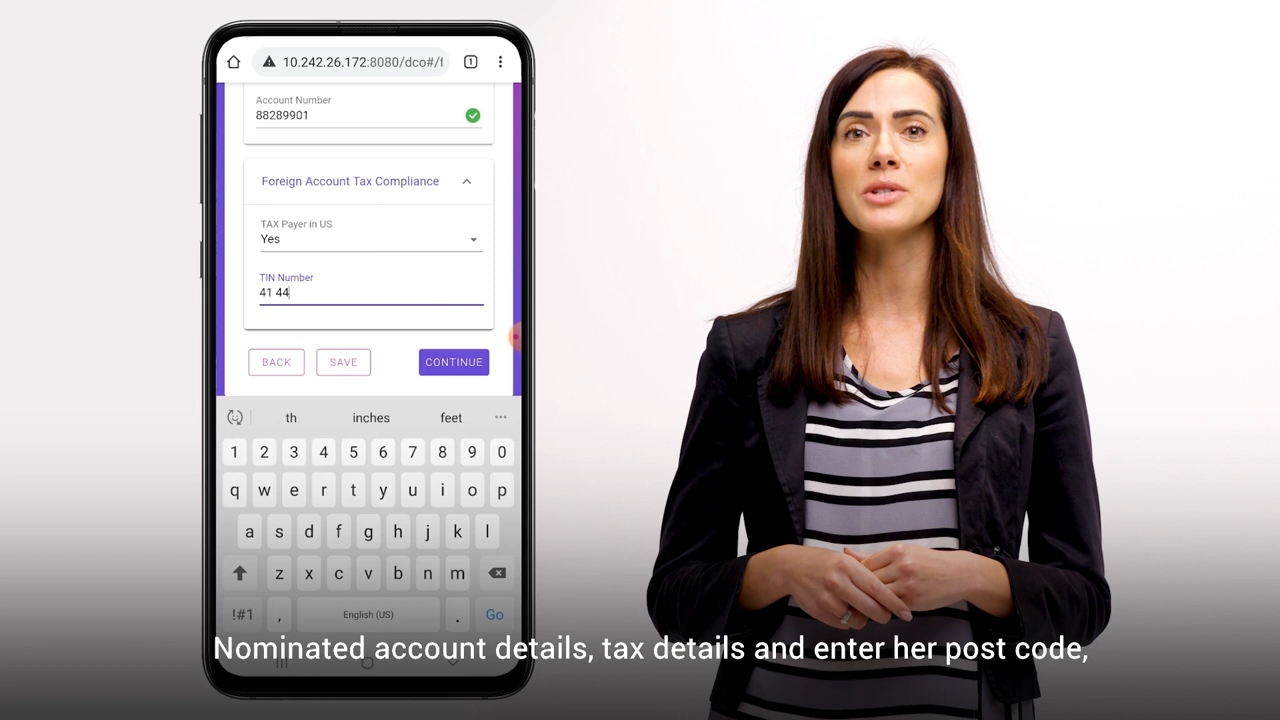 10.242.26.172:8080/dco#/f
1
Account Number
88289901
Foreign Account Tax Compliance
TAX Payer in US
Yes
TIN Number
41 44
BACK SAVE CONTINUE
th inches feet
1 2 3 4 5 6 7 8 9 0
q w e r t y u i o p
a s d f g h j k l
z x c v b n m
!#1 , English (US) . Go
Nominated account details, tax details and enter her post code,